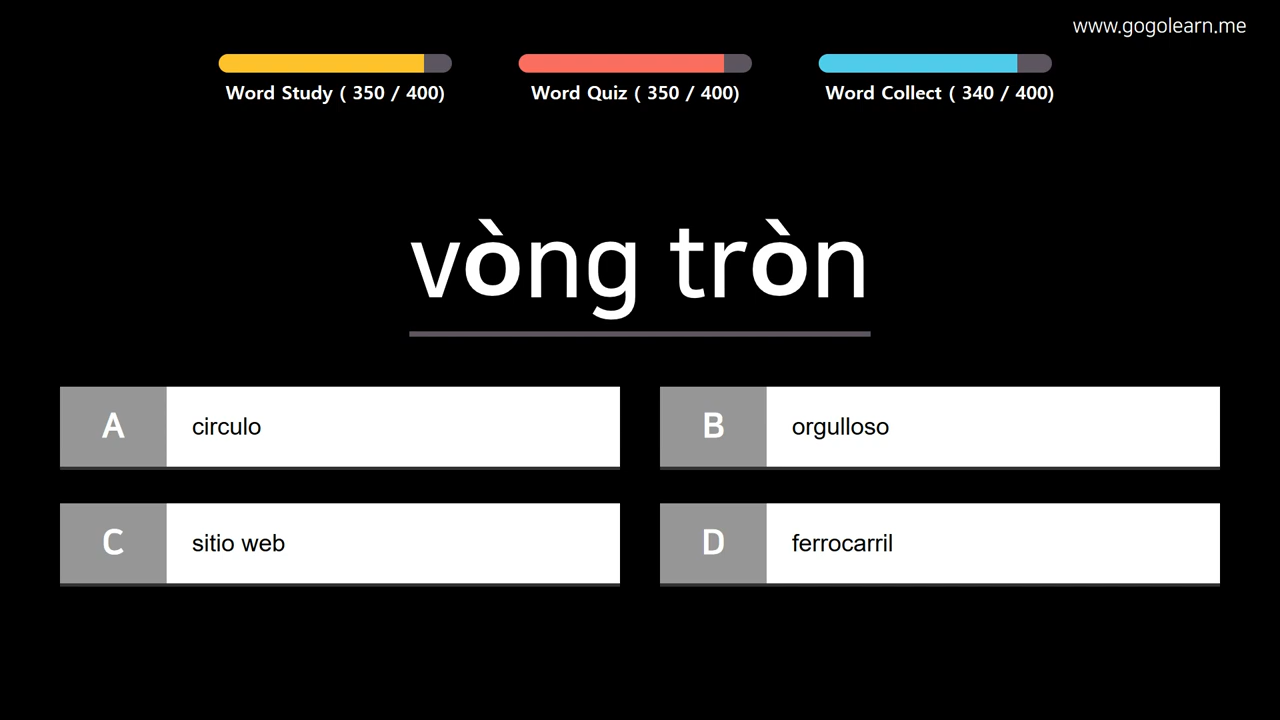 www.gogolearn.me
Word Study ( 350 / 400)
Word Quiz ( 350 / 400)
Word Collect ( 340 / 400)
vòng tròn
A circulo
B orgulloso
C sitio web
D ferrocarril